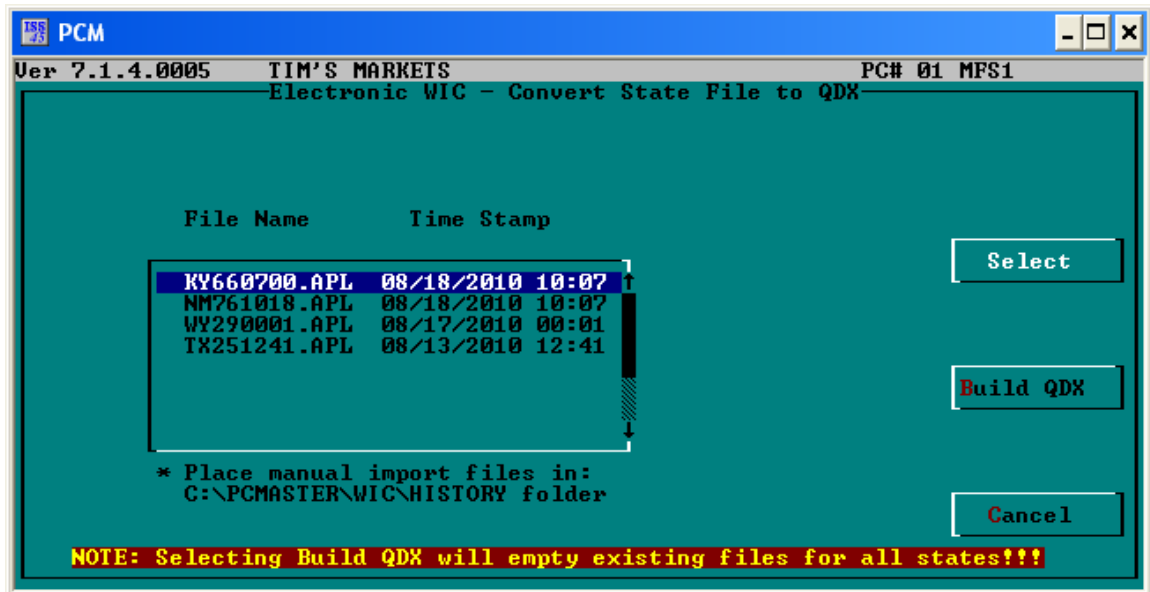 ISS 45 PCM
Ver 7.1.4.0005 TIM'S MARKETS PC# 01 MFS1
Electronic WIC - Convert State File to QDX
File Name Time Stamp
Select
KY660700.APL 08/18/2010 10:07
NM761018.APL 08/18/2010 10:07
WY290001.APL 08/17/2010 00:01
TX251241.APL 08/13/2010 12:41
Build QDX
* Place manual import files in:
C:\PCMASTER\WIC\HISTORY folder
Cancel
NOTE: Selecting Build QDX will empty existing files for all states!!!